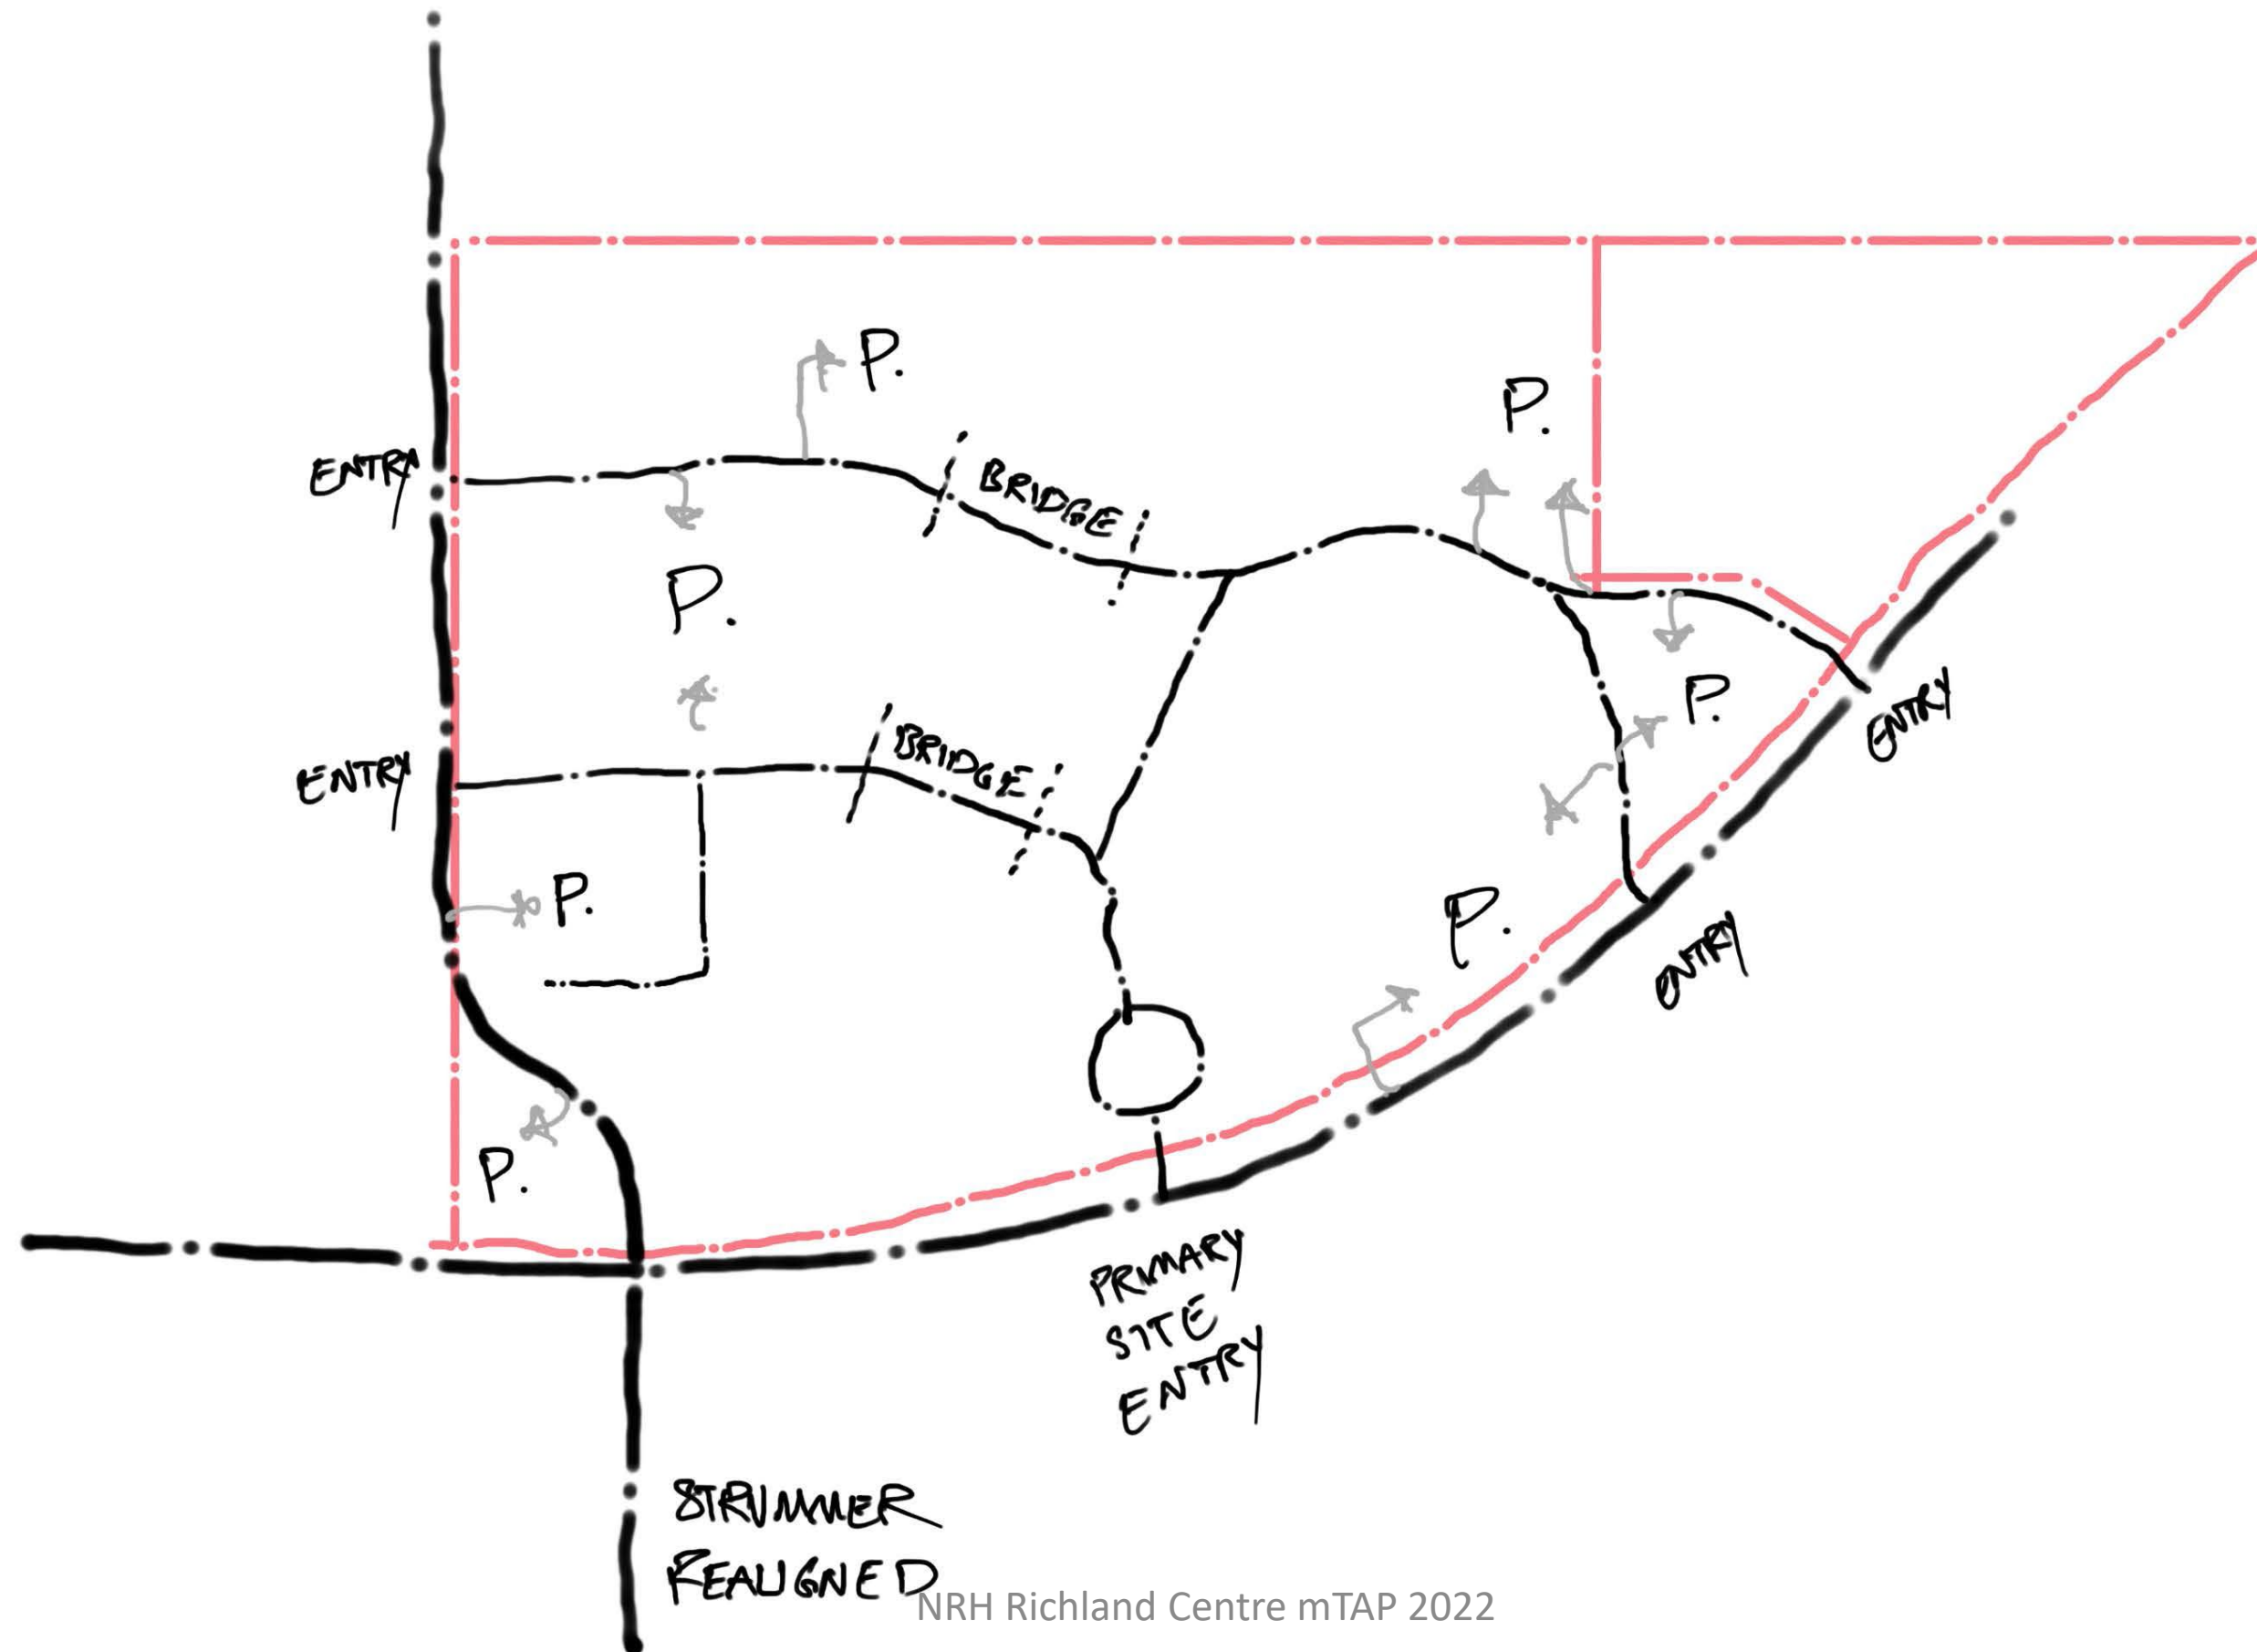 P.
P.
ENTRY
BRIDGE
P.
BRIDGE
P.
ENTRY
ENTRY
P.
P.
ENTRY
P.
PRIMARY
SITE
ENTRY
STRUMMER
REALIGNED
NRH Richland Centre mTAP 2022